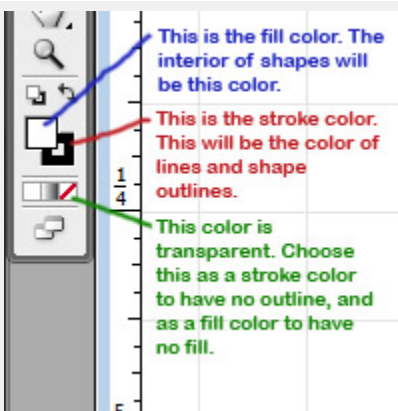 This is the fill color. The
interior of shapes will
be this color.
This is the stroke color.
This will be the color of
lines and shape
outlines.
1
4
This color is
transparent. Choose
this as a stroke color
to have no outline, and
as a fill color to have
no fill.
5